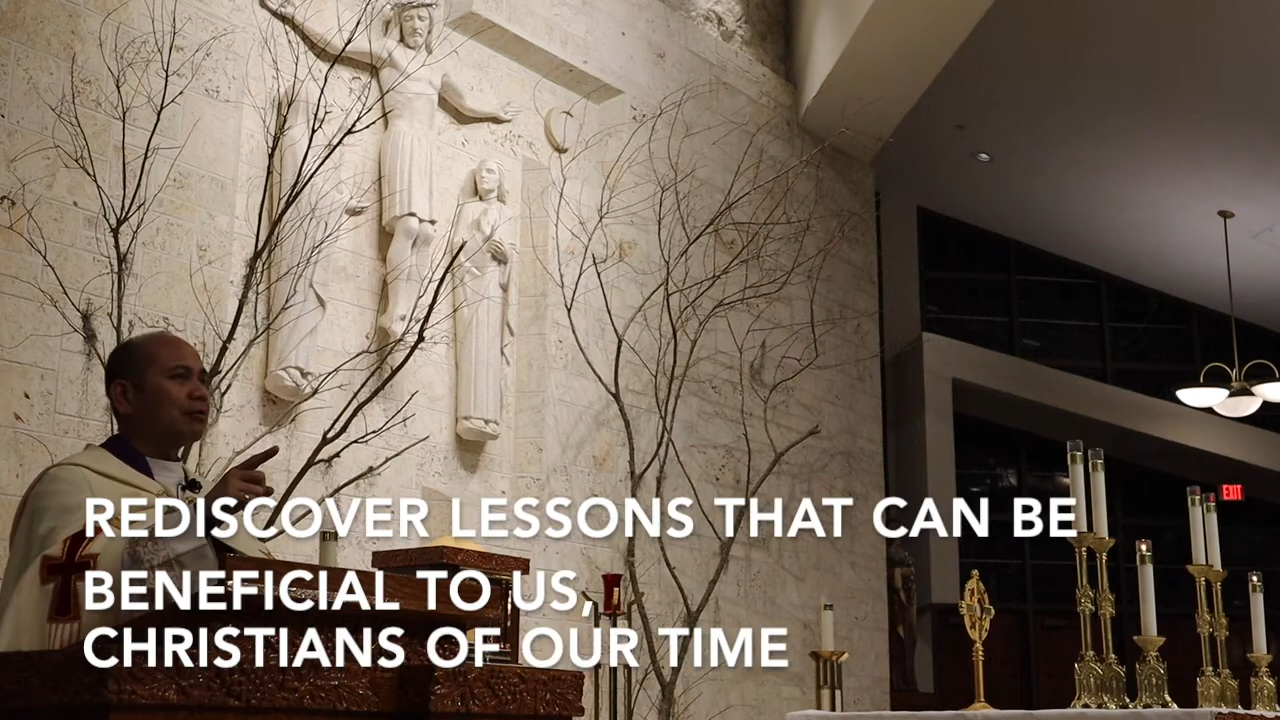 EXIT
REDISCOVER LESSONS THAT CAN BE
BENEFICIAL TO US,
CHRISTIANS OF OUR TIME